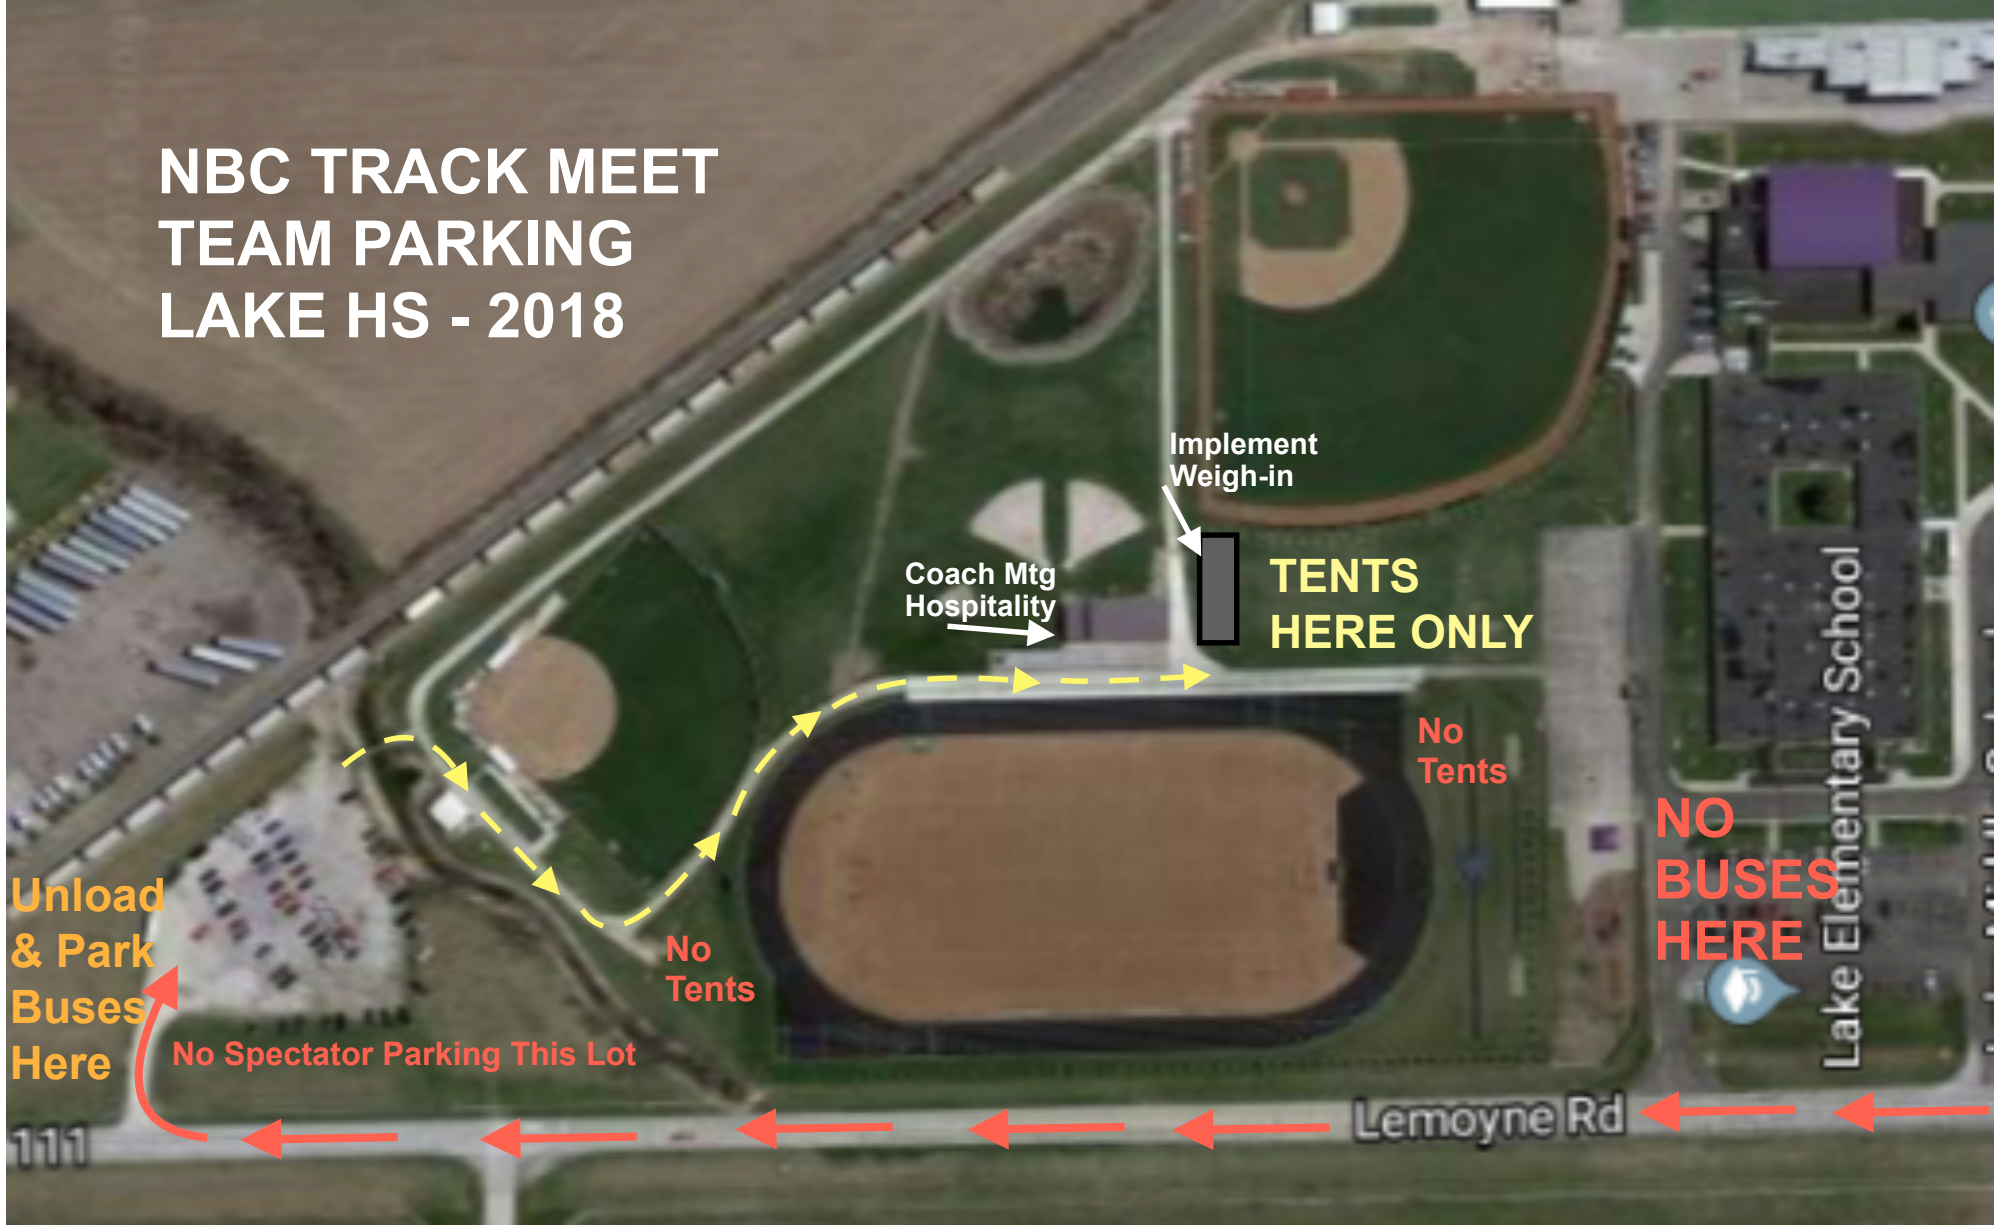 NBC TRACK MEET
TEAM PARKING
LAKE HS - 2018
Implement
Weigh-in
Coach Mtg
Hospitality
TENTS
HERE ONLY
No
Tents
NO
BUSES
HERE
Lake Elementary School
Unload
& Park
Buses
Here
No
Tents
No Spectator Parking This Lot
Lemoyne Rd
111